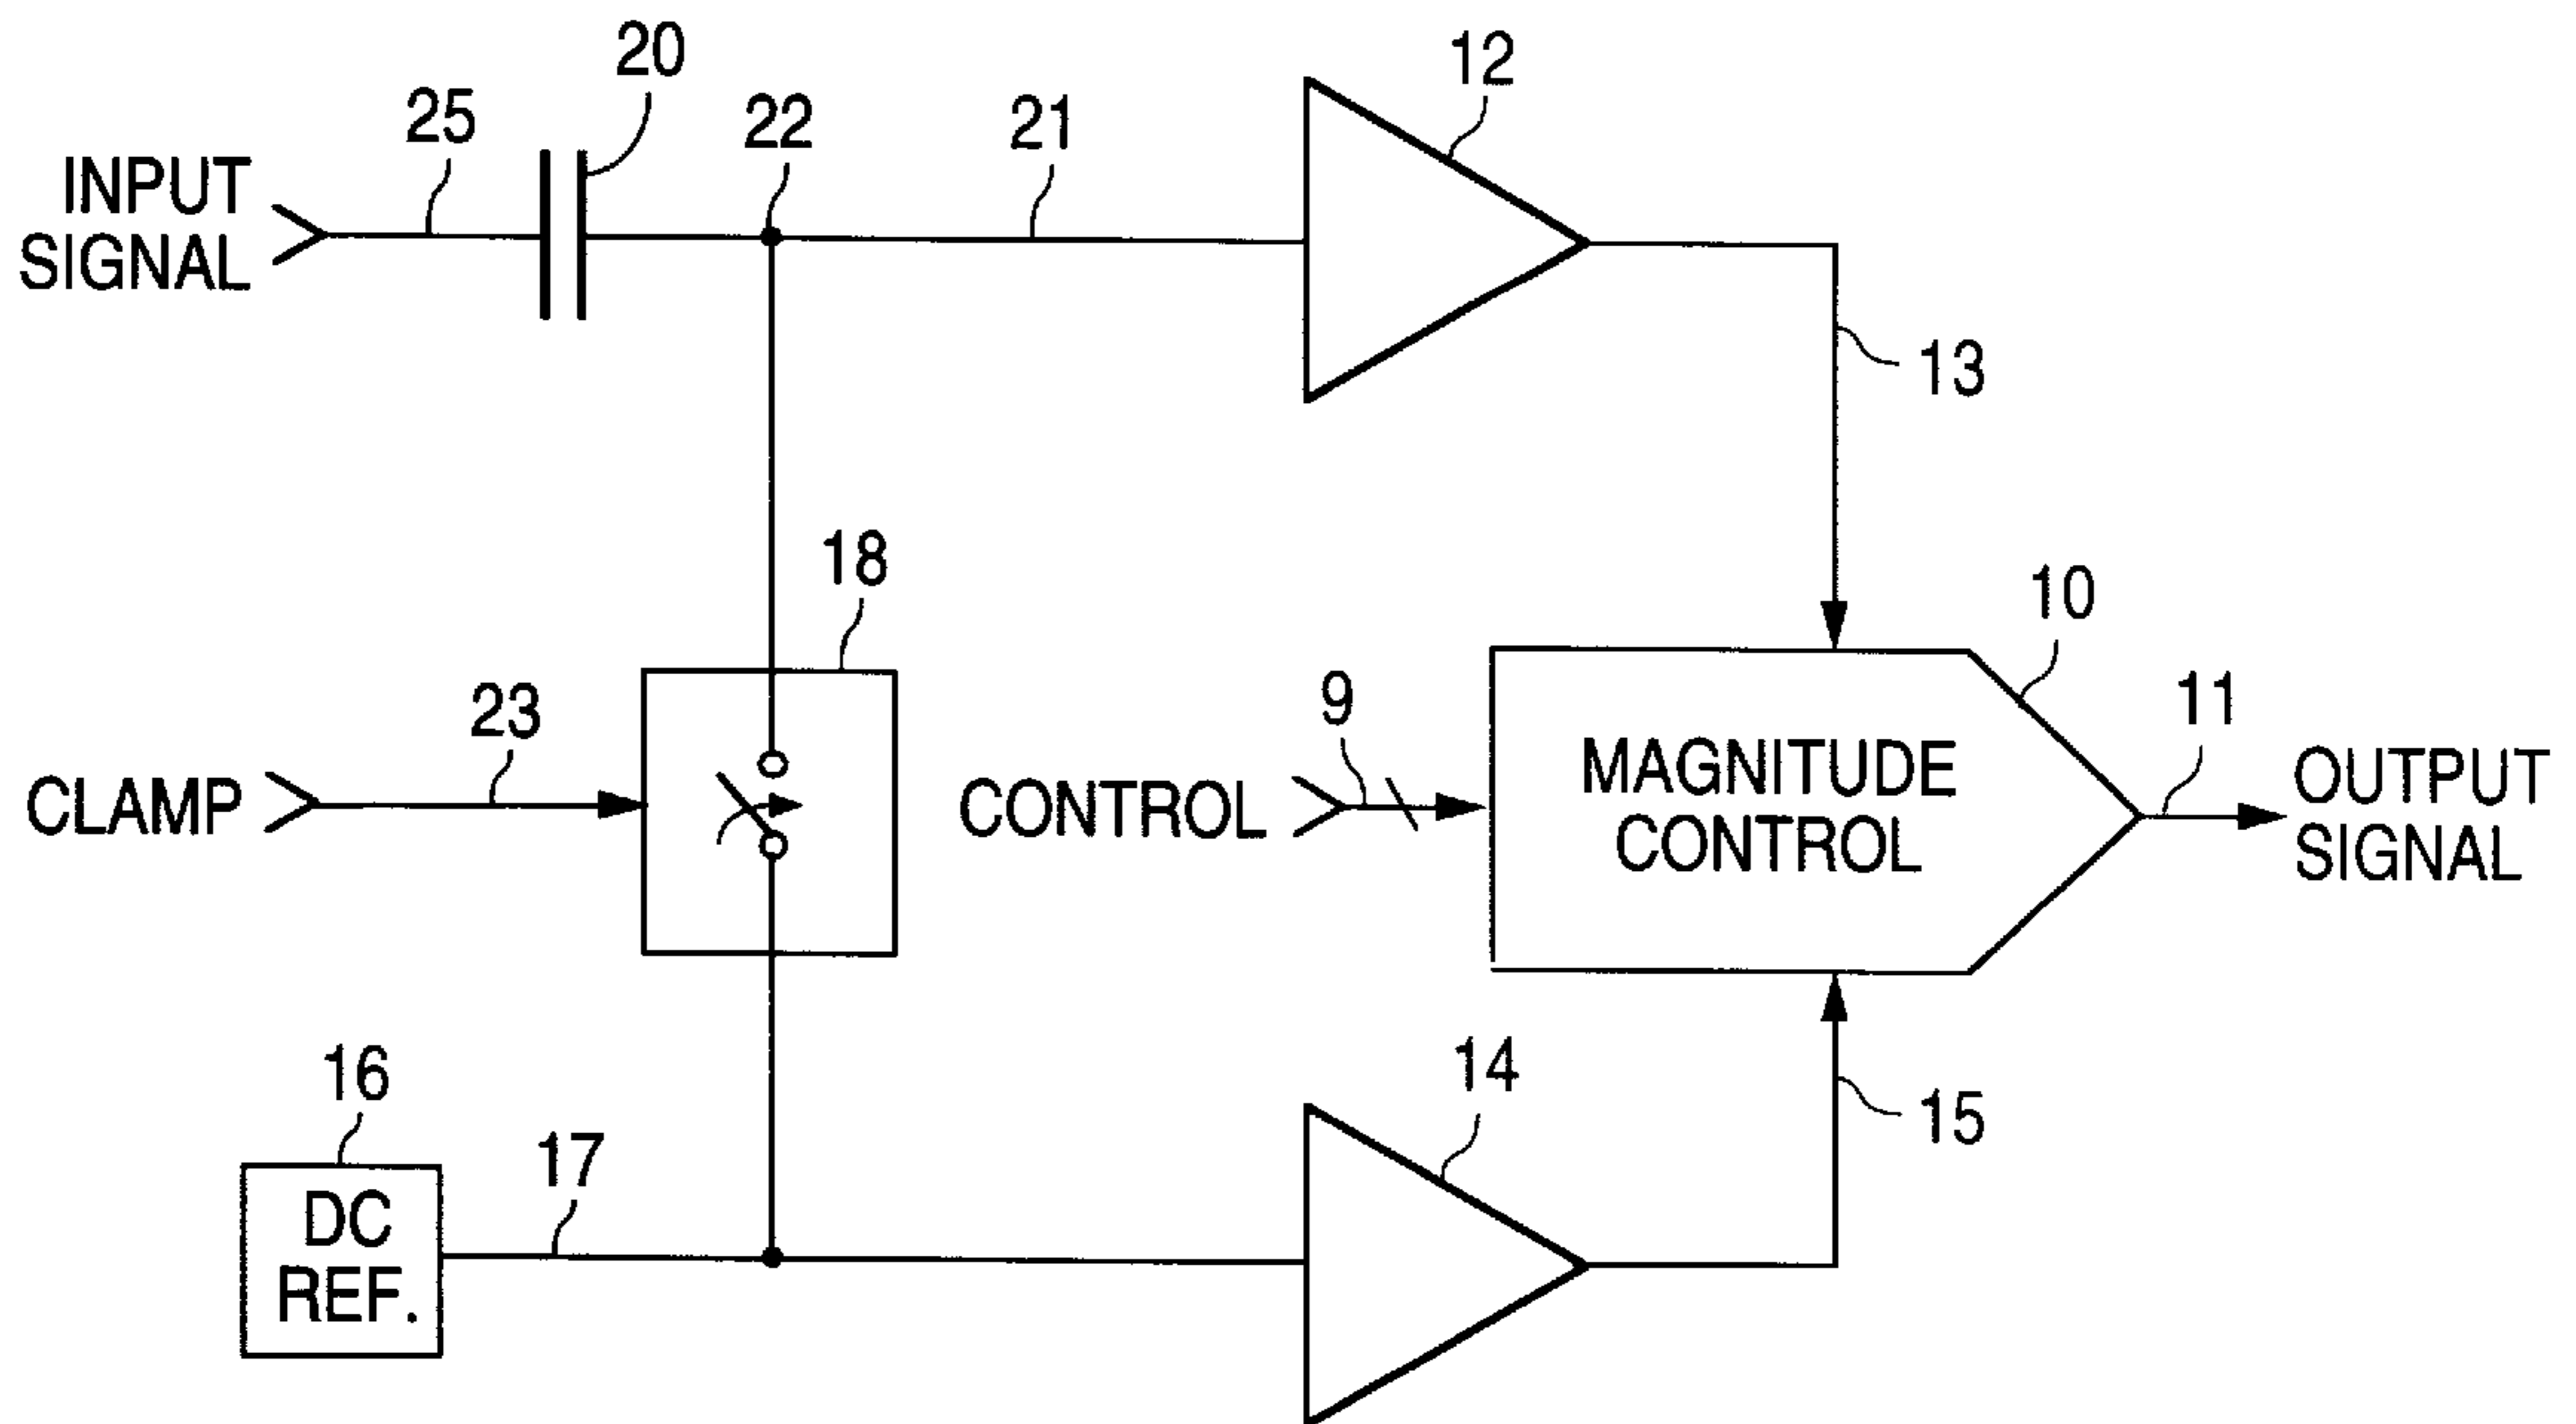 20
12
25
22
21
INPUT
SIGNAL
13
18
10
9
11
23
CLAMP
CONTROL
MAGNITUDE
CONTROL
OUTPUT
SIGNAL
16
14
17
15
DC
REF.